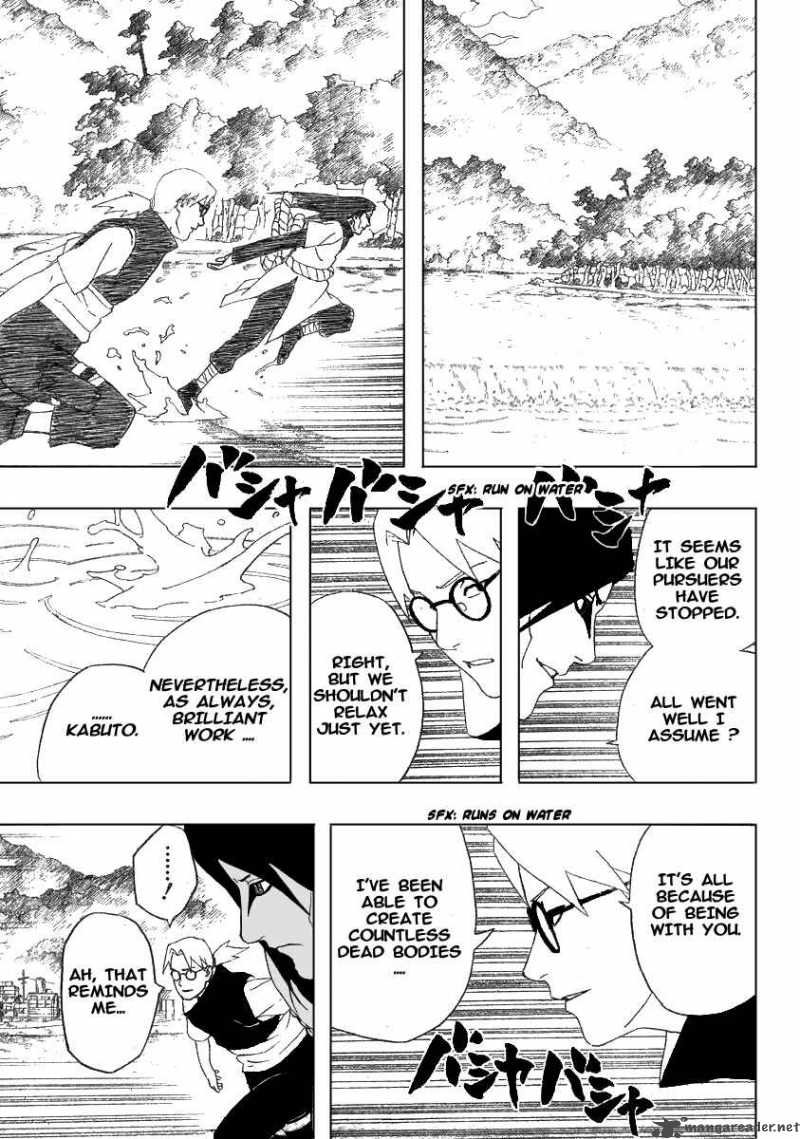 バシャバシャバシャ
SFX: RUN ON WATER
IT SEEMS
LIKE OUR
PURSUERS
HAVE
STOPPED.
ALL WENT
WELL I
ASSUME ?
RIGHT,
BUT WE
SHOULDN'T
RELAX
JUST YET.
NEVERTHELESS,
AS ALWAYS,
BRILLIANT
WORK ....
......
KABUTO.
SFX: RUNS ON WATER
IT'S ALL
BECAUSE
OF BEING
WITH YOU.
I'VE BEEN
ABLE TO
CREATE
COUNTLESS
DEAD BODIES
....
バシャバシャ
......
AH, THAT
REMINDS
ME...
mangareader.net